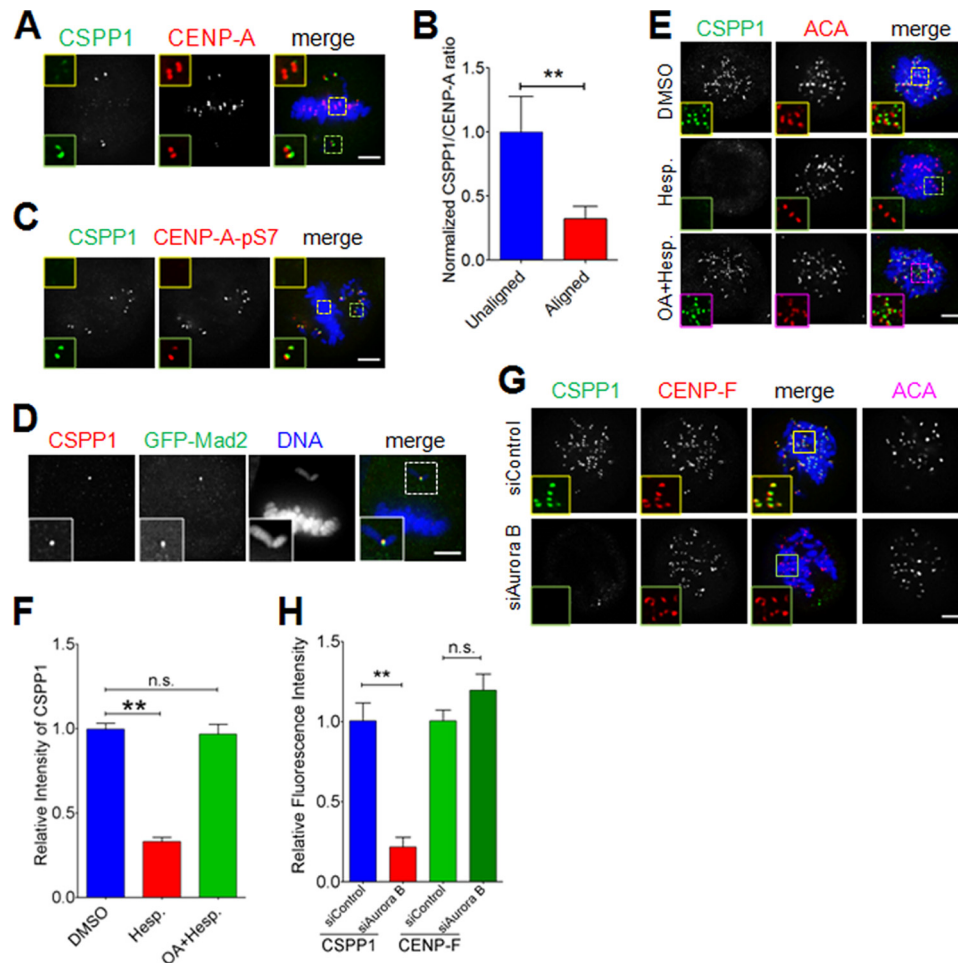 A
CSPP1 CENP-A merge
B
Normalized CSPP1/CENP-A ratio
1.5
1.0
0.5
0.0
**
Unaligned
Aligned
C
CSPP1 CENP-A-pS7 merge
D
CSPP1 GFP-Mad2 DNA merge
E
CSPP1 ACA merge
DMSO
Hesp.
OA+Hesp.
F
Relative Intensity of CSPP1
1.5
1.0
0.5
0.0
n.s.
**
DMSO
Hesp.
OA+Hesp.
G
CSPP1 CENP-F merge ACA
siControl
siAurora B
H
Relative Fluorescence Intensity
1.5
1.0
0.5
0.0
**
n.s.
siControl
siAurora B
siControl
siAurora B
CSPP1 CENP-F